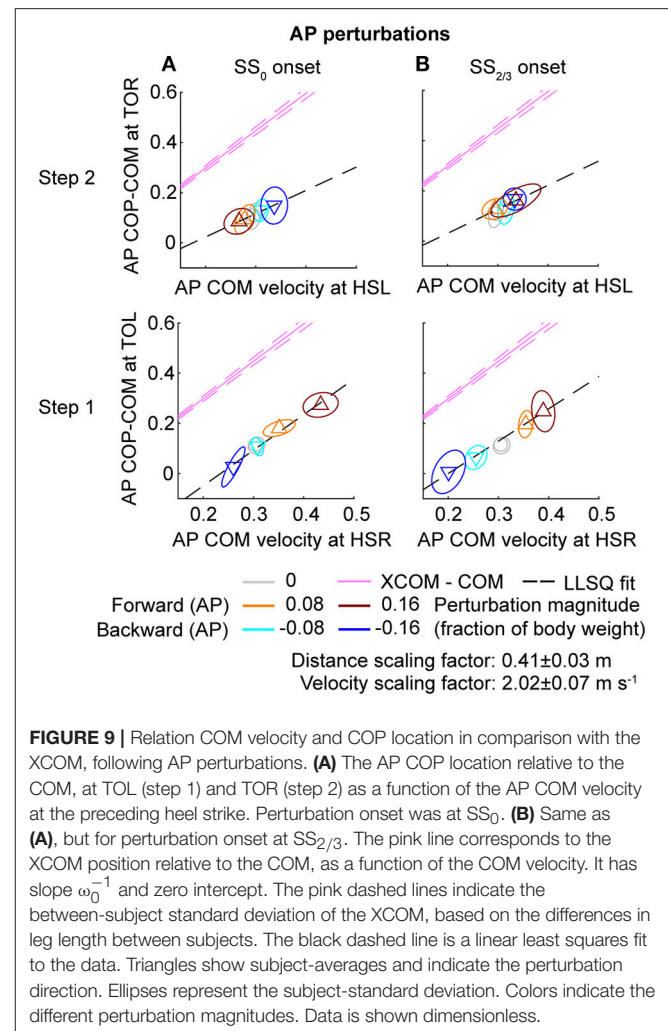 AP perturbations
A SS0 onset B SS2/3 onset
Step 2
AP COP-COM at TOR
0.6
0.4
0.2
0
AP COM velocity at HSL AP COM velocity at HSL
Step 1
AP COP-COM at TOL
0.6
0.4
0.2
0
0.2 0.3 0.4 0.5 0.2 0.3 0.4 0.5
AP COM velocity at HSR AP COM velocity at HSR
0 XCOM - COM LLSQ fit
Forward (AP) 0.08 0.16 Perturbation magnitude
Backward (AP) -0.08 -0.16 (fraction of body weight)
Distance scaling factor: 0.41±0.03 m
Velocity scaling factor: 2.02±0.07 m s-1
FIGURE 9 | Relation COM velocity and COP location in comparison with the
XCOM, following AP perturbations. (A) The AP COP location relative to the
COM, at TOL (step 1) and TOR (step 2) as a function of the AP COM velocity
at the preceding heel strike. Perturbation onset was at SS0. (B) Same as
(A), but for perturbation onset at SS2/3. The pink line corresponds to the
XCOM position relative to the COM, as a function of the COM velocity. It has
slope ω0−1 and zero intercept. The pink dashed lines indicate the
between-subject standard deviation of the XCOM, based on the differences in
leg length between subjects. The black dashed line is a linear least squares fit
to the data. Triangles show subject-averages and indicate the perturbation
direction. Ellipses represent the subject-standard deviation. Colors indicate the
different perturbation magnitudes. Data is shown dimensionless.